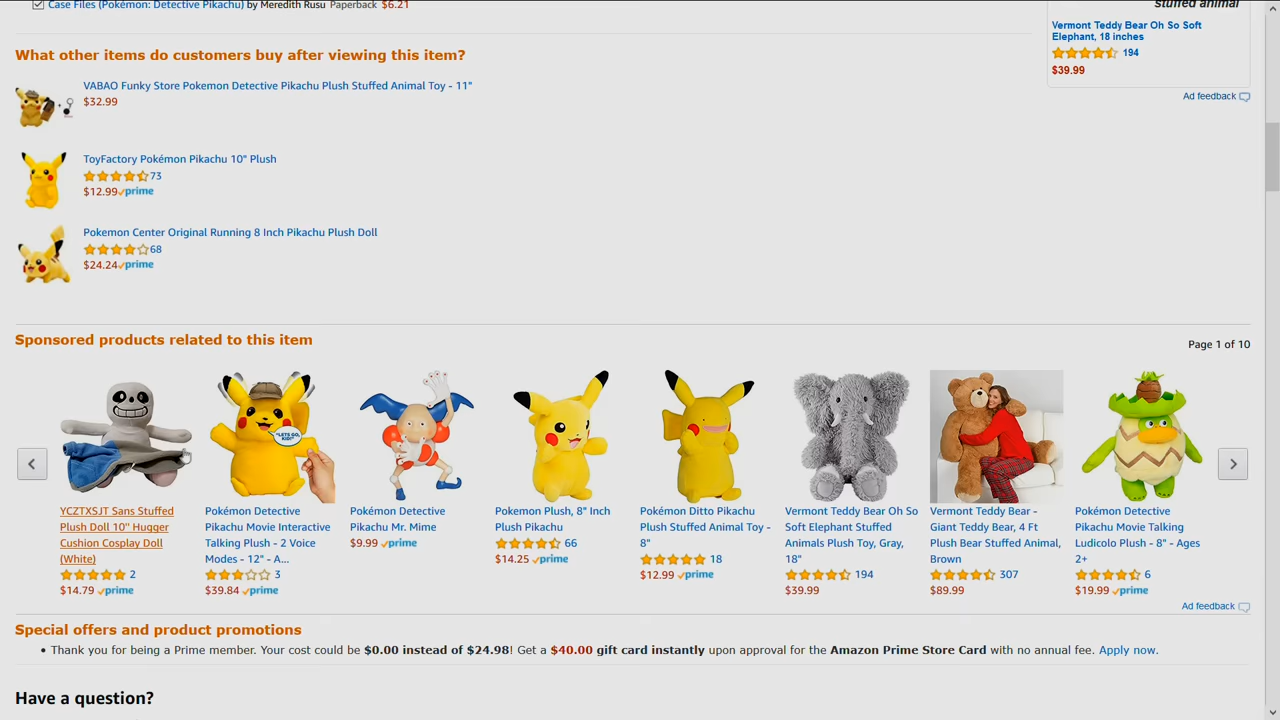 Case Files (Pokémon: Detective Pikachu) by Meredith Rusu Paperback $6.21
stuffed animal
Vermont Teddy Bear Oh So Soft
Elephant, 18 inches
194
$39.99
Ad feedback
What other items do customers buy after viewing this item?
VABAO Funky Store Pokemon Detective Pikachu Plush Stuffed Animal Toy - 11"
$32.99
ToyFactory Pokémon Pikachu 10" Plush
73
$12.99 prime
Pokemon Center Original Running 8 Inch Pikachu Plush Doll
68
$24.24 prime
Sponsored products related to this item
Page 1 of 10
"LETS GO, KID!"
YCZTXSJT Sans Stuffed
Plush Doll 10'' Hugger
Cushion Cosplay Doll
(White)
2
$14.79 prime
Pokémon Detective
Pikachu Movie Interactive
Talking Plush - 2 Voice
Modes - 12" - A...
3
$39.84 prime
Pokémon Detective
Pikachu Mr. Mime
$9.99 prime
Pokemon Plush, 8" Inch
Plush Pikachu
66
$14.25 prime
Pokémon Ditto Pikachu
Plush Stuffed Animal Toy -
8"
18
$12.99 prime
Vermont Teddy Bear Oh So
Soft Elephant Stuffed
Animals Plush Toy, Gray,
18"
194
$39.99
Vermont Teddy Bear -
Giant Teddy Bear, 4 Ft
Plush Bear Stuffed Animal,
Brown
307
$89.99
Pokémon Detective
Pikachu Movie Talking
Ludicolo Plush - 8" - Ages
2+
6
$19.99 prime
Ad feedback
Special offers and product promotions
• Thank you for being a Prime member. Your cost could be $0.00 instead of $24.98! Get a $40.00 gift card instantly upon approval for the Amazon Prime Store Card with no annual fee. Apply now.
Have a question?